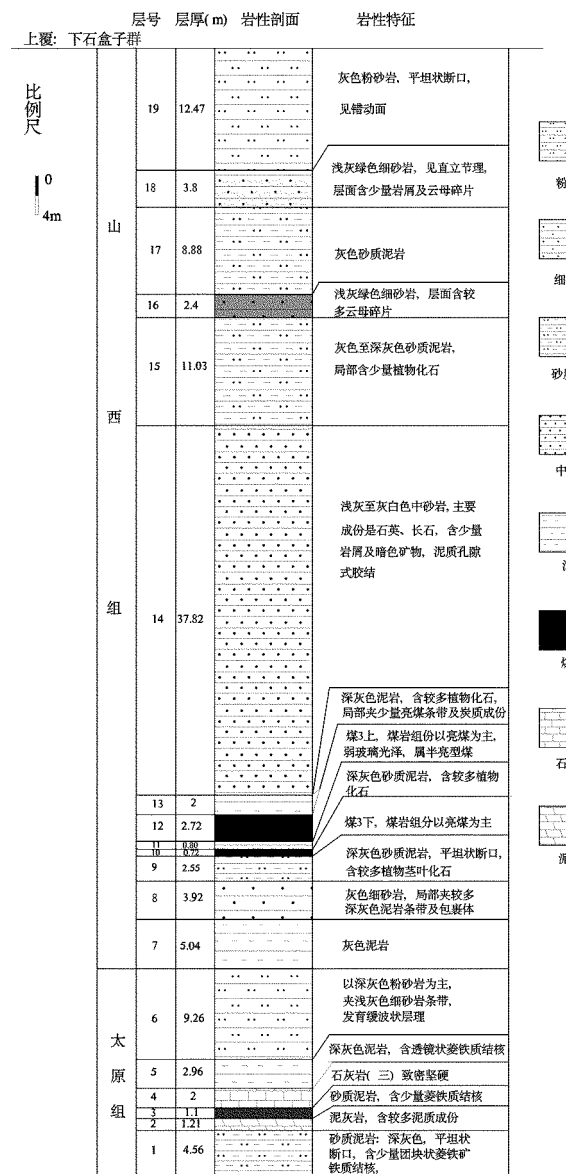 层号 层厚(m) 岩性剖面 岩性特征
上覆: 下石盒子群
比例尺
0
4m
山西组
19 12.47
灰色粉砂岩, 平坦状断口,
见错动面
18 3.8
浅灰绿色细砂岩, 见直立节理,
层面含少量岩屑及云母碎片
17 8.88
灰色砂质泥岩
16 2.4
浅灰绿色细砂岩, 层面含较
多云母碎片
15 11.03
灰色至深灰色砂质泥岩,
局部含少量植物化石
14 37.82
浅灰至灰白色中砂岩, 主要
成份是石英、长石, 含少量
岩屑及暗色矿物, 泥质孔隙
式胶结
深灰色泥岩, 含较多植物化石,
局部夹少量亮煤条带及炭质成份
13 2
煤3上, 煤岩组份以亮煤为主,
弱玻璃光泽, 属半亮型煤
12 2.72
深灰色砂质泥岩, 含较多植物
化石
11 0.80
煤3下, 煤岩组分以亮煤为主
10 0.72
深灰色砂质泥岩, 平坦状断口,
含较多植物茎叶化石
9 2.55
8 3.92
灰色细砂岩, 局部夹较多
深灰色泥岩条带及包裹体
7 5.04
灰色泥岩
太原组
6 9.26
以深灰色粉砂岩为主,
夹浅灰色细砂岩条带,
发育缓波状层理
深灰色泥岩, 含透镜状菱铁质结核
5 2.96
石灰岩(三) 致密坚硬
4 2
砂质泥岩, 含少量菱铁质结核
3 1.1
泥灰岩, 含较多泥质成份
2 1.21
1 4.56
砂质泥岩: 深灰色, 平坦状
断口, 含少量团块状菱铁矿
铁质结核,
粉
细
砂
中
石